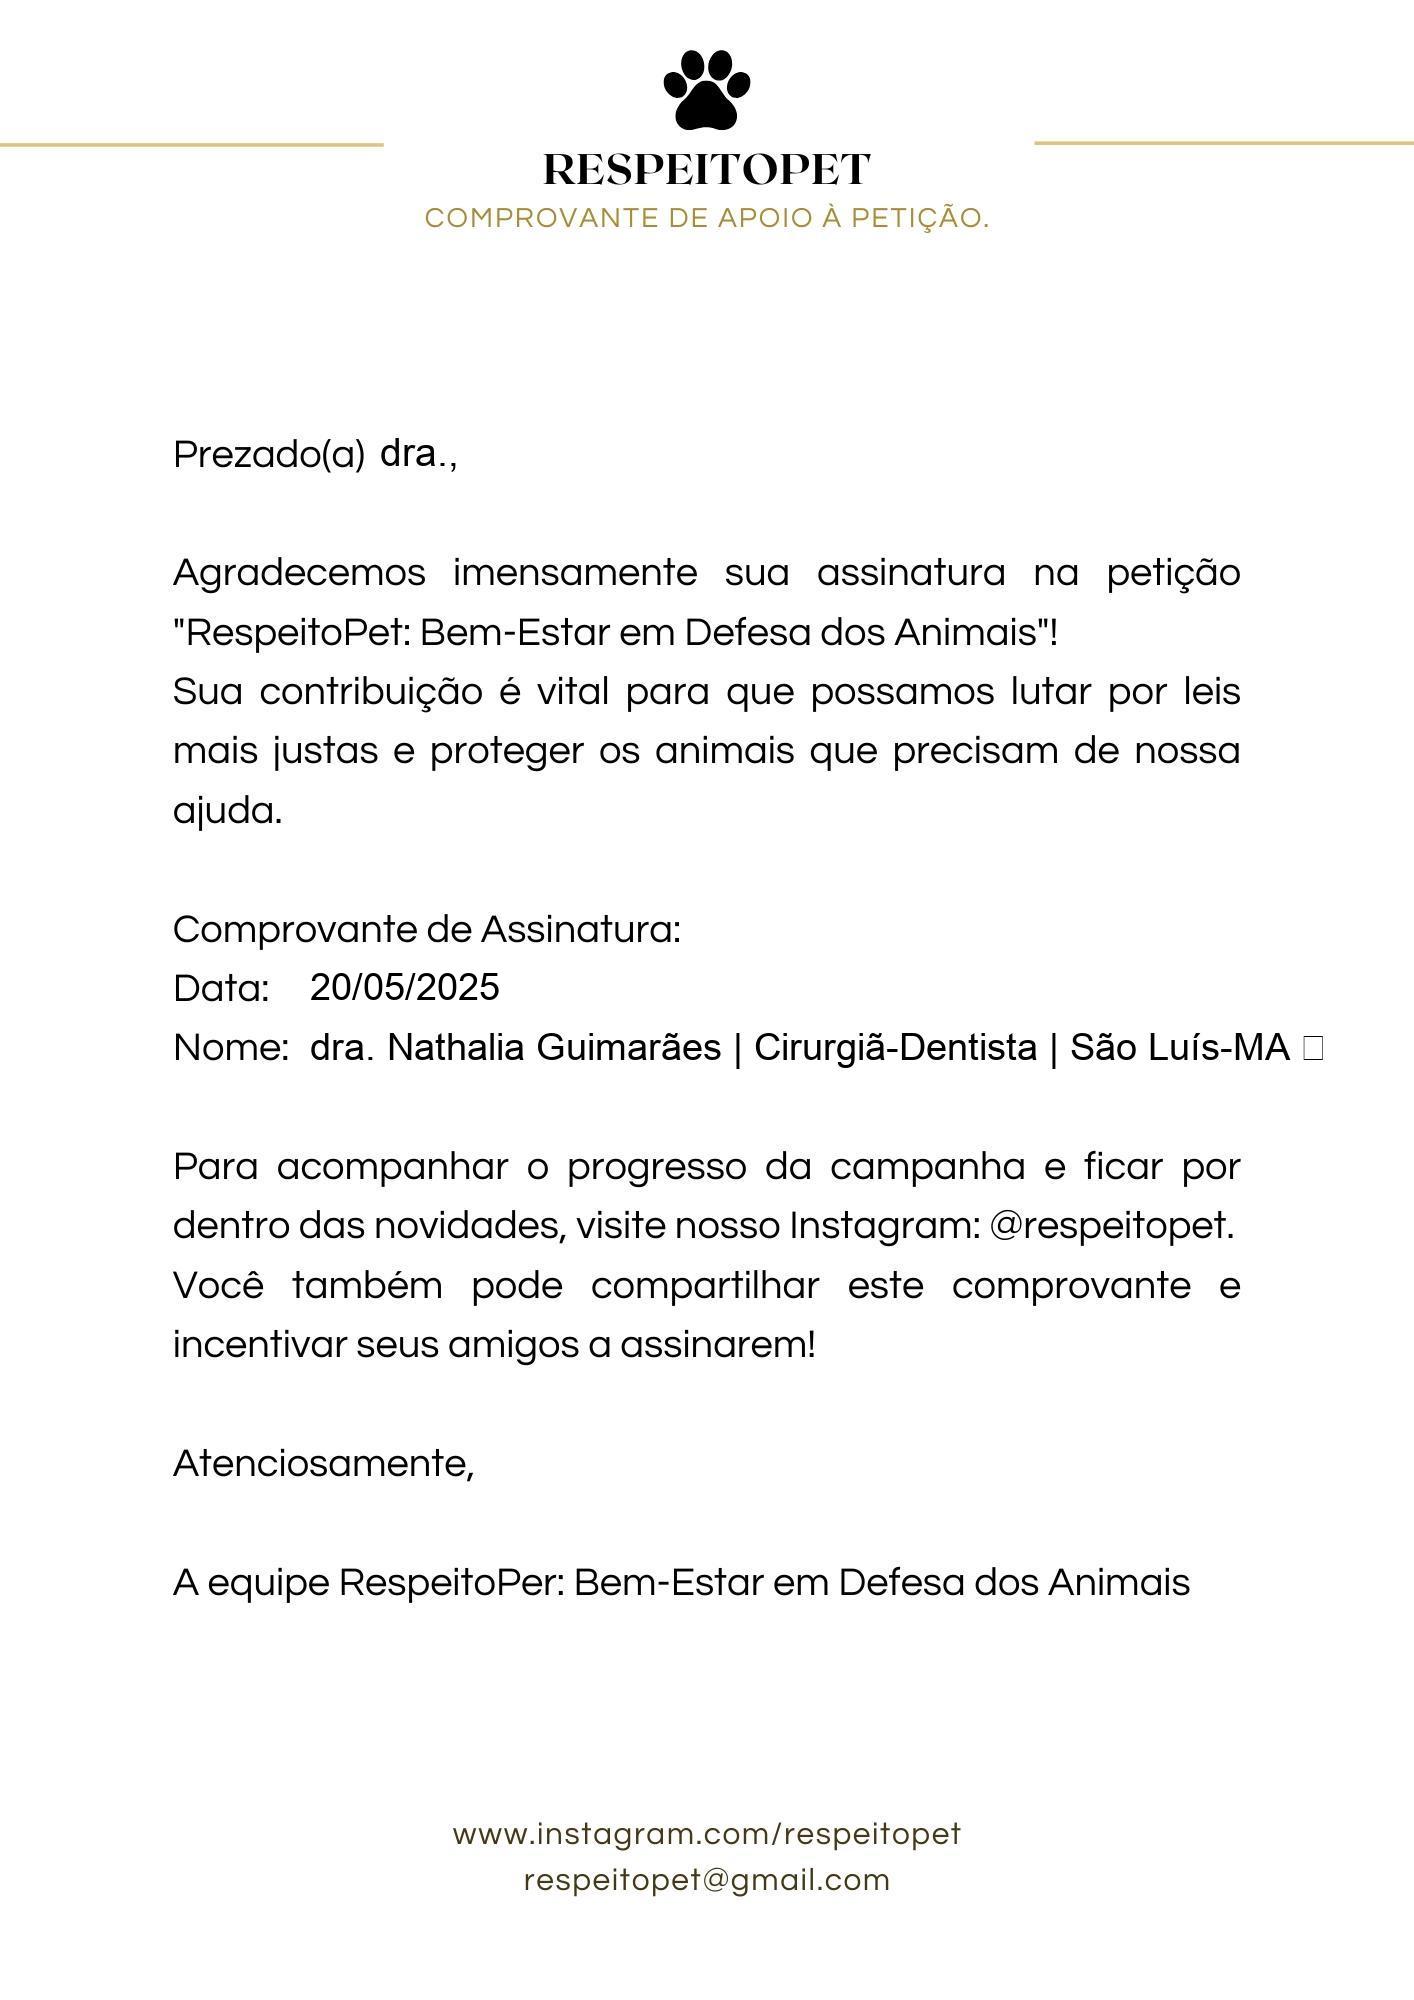 RESPEITOPET
COMPROVANTE DE APOIO À PETIÇÃO.
Prezado(a) dra.,
Agradecemos imensamente sua assinatura na petição
"RespeitoPet: Bem-Estar em Defesa dos Animais"!
Sua contribuição é vital para que possamos lutar por leis
mais justas e proteger os animais que precisam de nossa
ajuda.
Comprovante de Assinatura:
Data: 20/05/2025
Nome: dra. Nathalia Guimarães | Cirurgiã-Dentista | São Luís-MA
Para acompanhar o progresso da campanha e ficar por
dentro das novidades, visite nosso Instagram: @respeitopet.
Você também pode compartilhar este comprovante e
incentivar seus amigos a assinarem!
Atenciosamente,
A equipe RespeitoPer: Bem-Estar em Defesa dos Animais
www.instagram.com/respeitopet
respeitopet@gmail.com